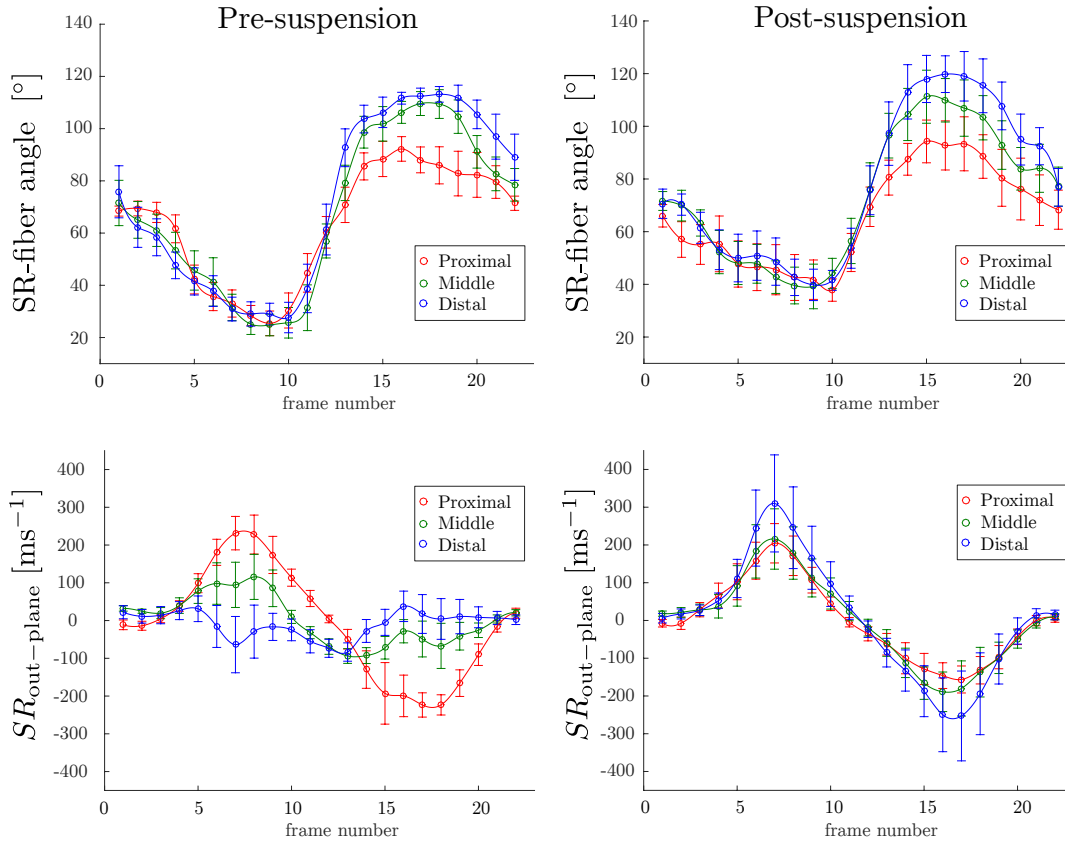 Pre-suspension
Post-suspension
SR-fiber angle [°]
140
120
100
80
60
40
20
0
5
10
15
20
frame number
Proximal
Middle
Distal
SR-fiber angle [°]
140
120
100
80
60
40
20
0
5
10
15
20
frame number
Proximal
Middle
Distal
SRout−plane [ms−1]
400
300
200
100
0
-100
-200
-300
-400
0
5
10
15
20
frame number
Proximal
Middle
Distal
SRout−plane [ms−1]
400
300
200
100
0
-100
-200
-300
-400
0
5
10
15
20
frame number
Proximal
Middle
Distal